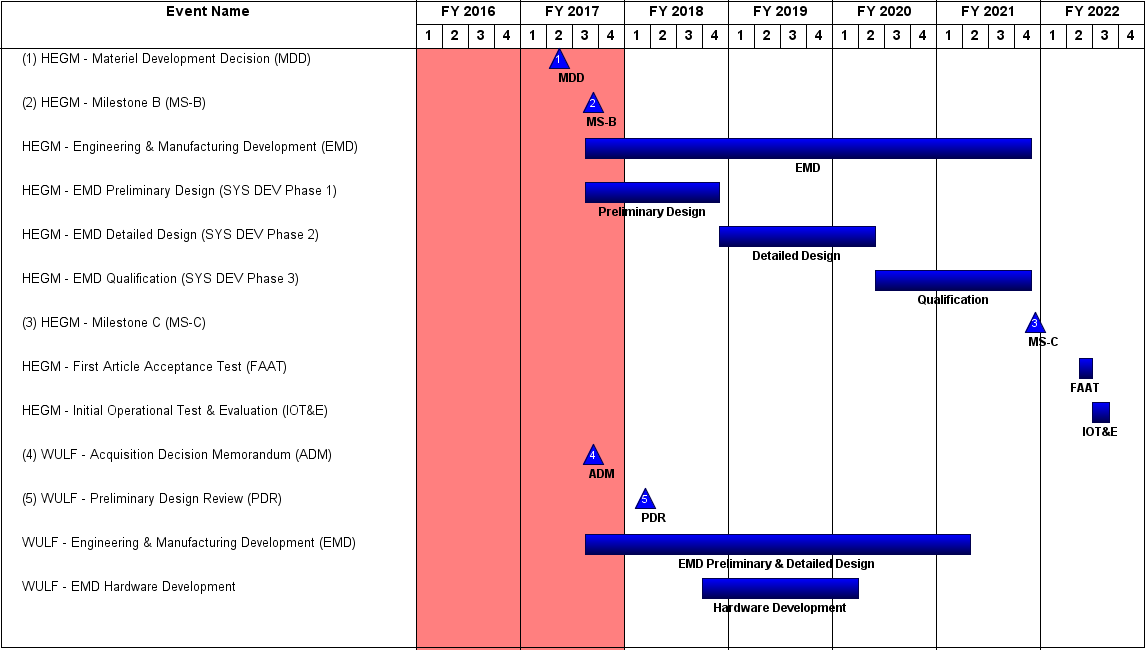 Event Name FY 2016 FY 2017 FY 2018 FY 2019 FY 2020 FY 2021 FY 2022
1 2 3 4 1 2 3 4 1 2 3 4 1 2 3 4 1 2 3 4 1 2 3 4 1 2 3 4
(1) HEGM - Materiel Development Decision (MDD) 1
MDD
(2) HEGM - Milestone B (MS-B) 2
MS-B
HEGM - Engineering & Manufacturing Development (EMD)
EMD
HEGM - EMD Preliminary Design (SYS DEV Phase 1)
Preliminary Design
HEGM - EMD Detailed Design (SYS DEV Phase 2)
Detailed Design
HEGM - EMD Qualification (SYS DEV Phase 3)
Qualification
(3) HEGM - Milestone C (MS-C) 3
MS-C
HEGM - First Article Acceptance Test (FAAT)
FAAT
HEGM - Initial Operational Test & Evaluation (IOT&E)
IOT&E
(4) WULF - Acquisition Decision Memorandum (ADM) 4
ADM
(5) WULF - Preliminary Design Review (PDR) 5
PDR
WULF - Engineering & Manufacturing Development (EMD)
EMD Preliminary & Detailed Design
WULF - EMD Hardware Development
Hardware Development